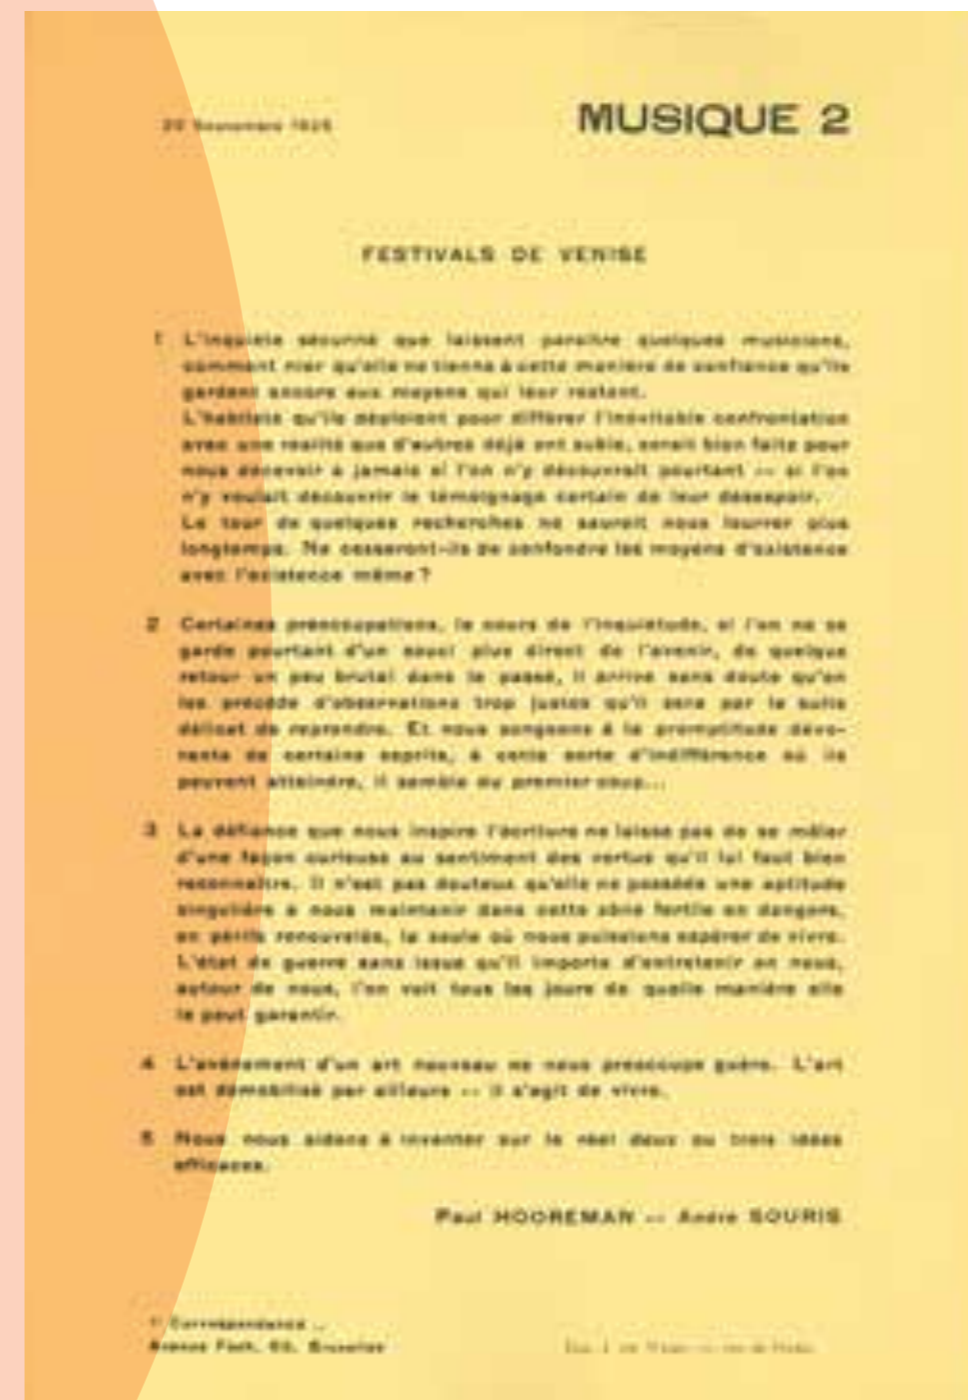 20 Septembre 1925
MUSIQUE 2
FESTIVALS DE VENISE
1 L'inquiète sécurité que laissent paraître quelques musiciens,
comment nier qu'elle ne tienne à cette manière de confiance qu'ils
gardent encore aux moyens qui leur restent.
L'habileté qu'ils déploient pour différer l'inévitable confrontation
avec une réalité que d'autres déjà ont subie, serait bien faite pour
nous décevoir à jamais si l'on n'y découvrait pourtant -- si l'on
n'y voulait découvrir le témoignage certain de leur désespoir.
Le tour de quelques recherches ne saurait nous leurrer plus
longtemps. Ne cesseront-ils de confondre les moyens d'existence
avec l'existence même ?
2 Certaines préoccupations, le cours de l'inquiétude, si l'on ne se
garde pourtant d'un souci plus direct de l'avenir, de quelque
retour un peu brutal dans le passé, il arrive sans doute qu'on
les précède d'observations trop justes qu'il sera par la suite
délicat de reprendre. Et nous songeons à la promptitude
de certains esprits, à cette sorte d'indifférence où ils
peuvent atteindre, il semble du premier coup...
3 La défiance que nous inspire l'écriture ne laisse pas de se mêler
d'une façon curieuse au sentiment des vertus qu'il lui faut bien
reconnaître. Il n'est pas douteux qu'elle ne possède une aptitude
singulière à nous maintenir dans cette zône fertile en dangers,
en périls renouvelés, la seule où nous puissions espérer de vivre.
L'état de guerre sans issue qu'il importe d'entretenir en nous,
autour de nous, l'on voit tous les jours de quelle manière elle
le peut garantir.
4 L'avénement d'un art nouveau ne nous préoccupe guère. L'art
est démobilisé par ailleurs -- il s'agit de vivre.
5 Nous nous aidons à inventer sur le réel deux ou trois idées
efficaces.
Paul HOOREMAN -- André SOURIS
Correspondance
Avenue Foch, Bruxelles